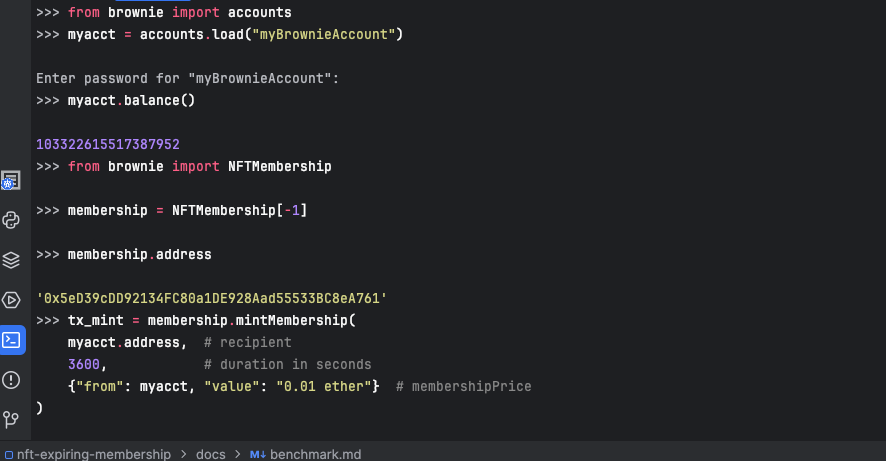 >>> from brownie import accounts
>>> myacct = accounts.load("myBrownieAccount")
Enter password for "myBrownieAccount":
>>> myacct.balance()
103322615517387952
>>> from brownie import NFTMembership
>>> membership = NFTMembership[-1]
>>> membership.address
'0x5eD39cDD92134FC80a1DE928Aad55533BC8eA761'
>>> tx_mint = membership.mintMembership(
    myacct.address,  # recipient
    3600,            # duration in seconds
    {"from": myacct, "value": "0.01 ether"}  # membershipPrice
)
nft-expiring-membership > docs > M↓ benchmark.md